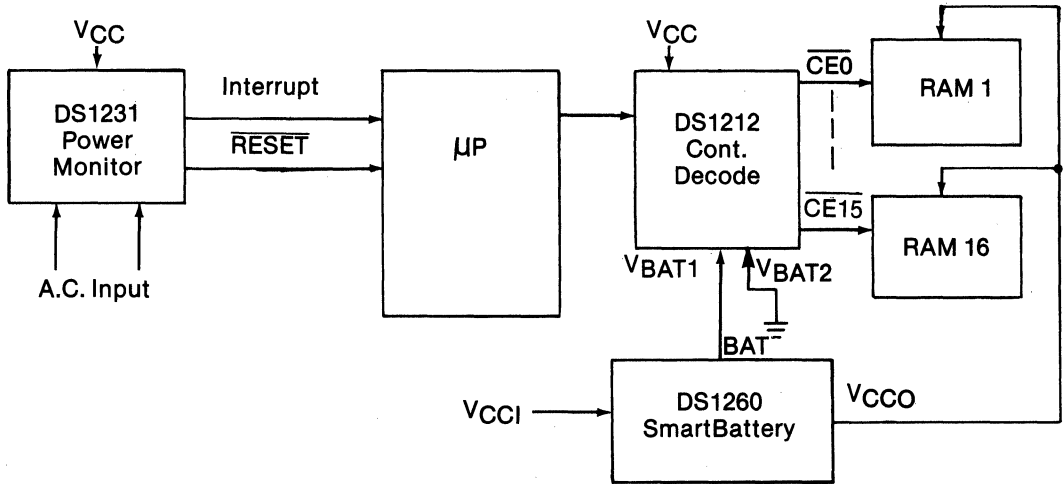 VCC
DS1231
Power
Monitor
A.C. Input
Interrupt
RESET
µP
VCC
DS1212
Cont.
Decode
CE0
CE15
RAM 1
RAM 16
VBAT1
VBAT2
BAT
VCCI
DS1260
SmartBattery
VCCO